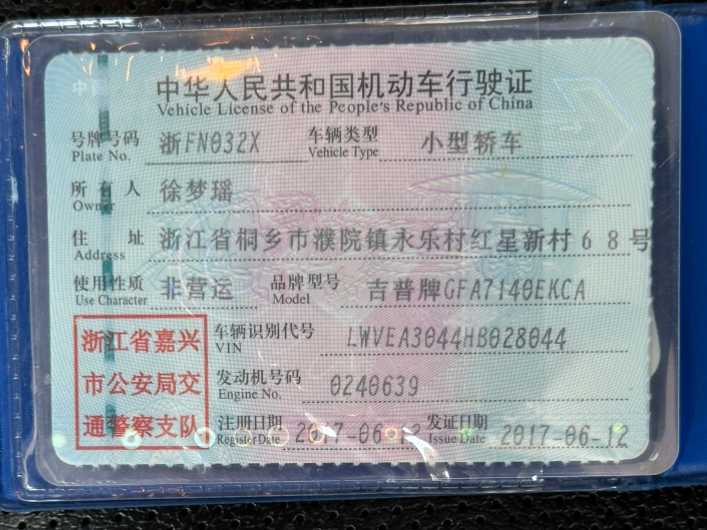 中华人民共和国机动车行驶证
Vehicle License of the People's Republic of China
号牌号码 浙FN032X 车辆类型 小型轿车
Plate No. Vehicle Type
所有人 徐梦瑶
Owner
住址 浙江省桐乡市濮院镇永乐村红星新村68号
Address
使用性质 非营运 品牌型号 吉普牌GFA7140EKCA
Use Character Model
浙江省嘉兴
市公安局交
通警察支队
车辆识别代号 LWVEA3044HB028044
VIN
发动机号码 0240639
Engine No.
注册日期 2017-06-12 发证日期 2017-06-12
Register Date Issue Date